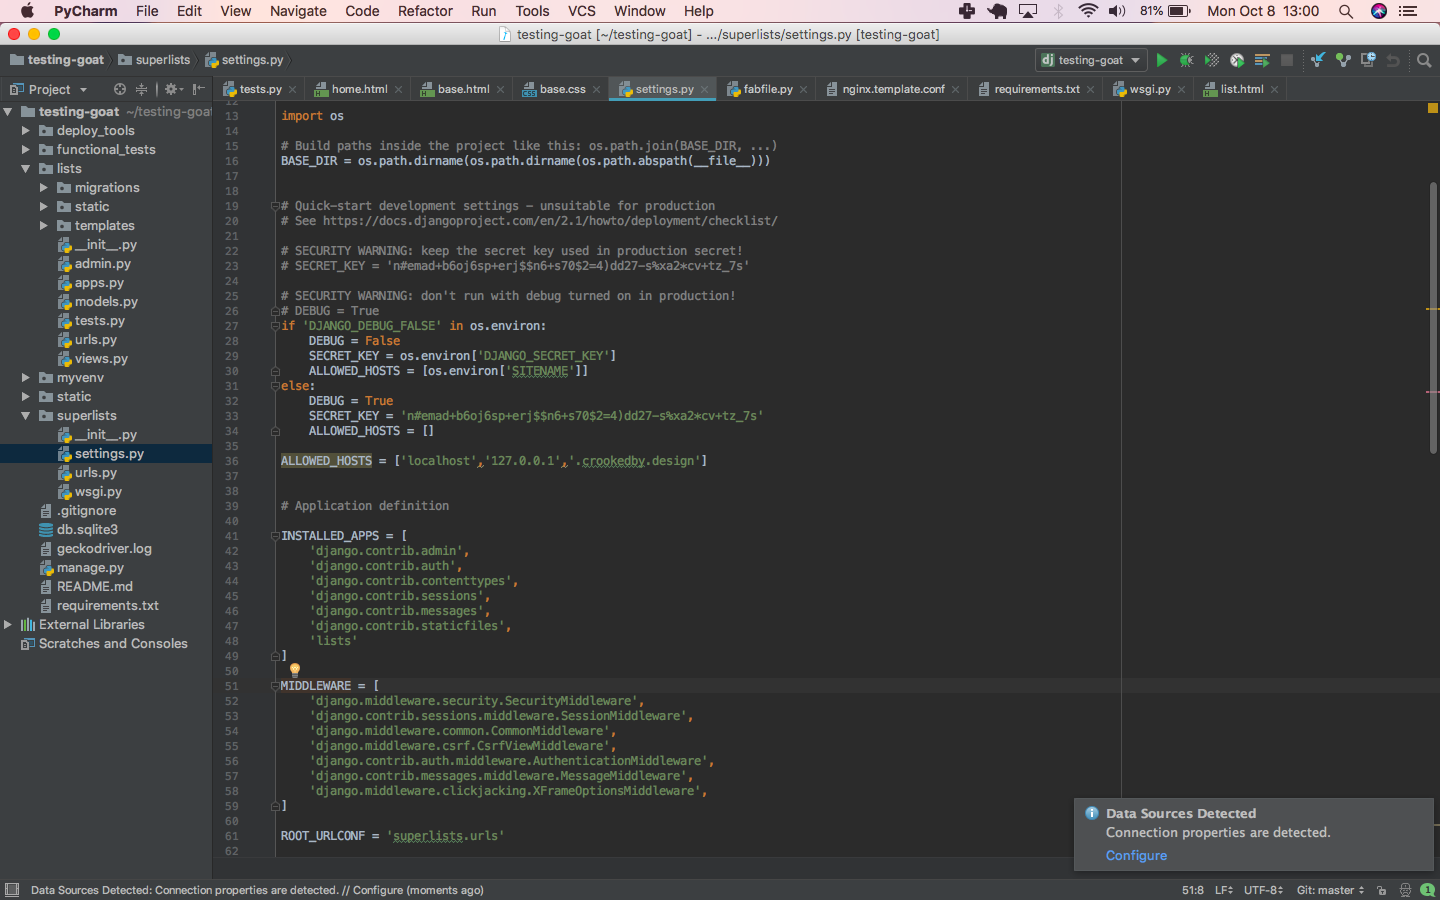 PyCharm File Edit View Navigate Code Refactor Run Tools VCS Window Help 81% Mon Oct 8 13:00
testing-goat [~/testing-goat] - .../superlists/settings.py [testing-goat]
testing-goat superlists settings.py testing-goat
Project tests.py home.html base.html base.css settings.py fabfile.py nginx.template.conf requirements.txt wsgi.py list.html
testing-goat ~/testing-goat
deploy_tools
functional_tests
lists
migrations
static
templates
__init__.py
admin.py
apps.py
models.py
tests.py
urls.py
views.py
myvenv
static
superlists
__init__.py
settings.py
urls.py
wsgi.py
.gitignore
db.sqlite3
geckodriver.log
manage.py
README.md
requirements.txt
External Libraries
Scratches and Consoles
12
13 import os
14
15 # Build paths inside the project like this: os.path.join(BASE_DIR, ...)
16 BASE_DIR = os.path.dirname(os.path.dirname(os.path.abspath(__file__)))
17
18
19 # Quick-start development settings - unsuitable for production
20 # See https://docs.djangoproject.com/en/2.1/howto/deployment/checklist/
21
22 # SECURITY WARNING: keep the secret key used in production secret!
23 # SECRET_KEY = 'n#emad+b6oj6sp+erj$$n6+s70$2=4)dd27-s%xa2*cv+tz_7s'
24
25 # SECURITY WARNING: don't run with debug turned on in production!
26 # DEBUG = True
27 if 'DJANGO_DEBUG_FALSE' in os.environ:
28 DEBUG = False
29 SECRET_KEY = os.environ['DJANGO_SECRET_KEY']
30 ALLOWED_HOSTS = [os.environ['SITENAME']]
31 else:
32 DEBUG = True
33 SECRET_KEY = 'n#emad+b6oj6sp+erj$$n6+s70$2=4)dd27-s%xa2*cv+tz_7s'
34 ALLOWED_HOSTS = []
35
36 ALLOWED_HOSTS = ['localhost','127.0.0.1','.crookedby.design']
37
38
39 # Application definition
40
41 INSTALLED_APPS = [
42 'django.contrib.admin',
43 'django.contrib.auth',
44 'django.contrib.contenttypes',
45 'django.contrib.sessions',
46 'django.contrib.messages',
47 'django.contrib.staticfiles',
48 'lists'
49 ]
50
51 MIDDLEWARE = [
52 'django.middleware.security.SecurityMiddleware',
53 'django.contrib.sessions.middleware.SessionMiddleware',
54 'django.middleware.common.CommonMiddleware',
55 'django.middleware.csrf.CsrfViewMiddleware',
56 'django.contrib.auth.middleware.AuthenticationMiddleware',
57 'django.contrib.messages.middleware.MessageMiddleware',
58 'django.middleware.clickjacking.XFrameOptionsMiddleware',
59 ]
60
61 ROOT_URLCONF = 'superlists.urls'
62
Data Sources Detected
Connection properties are detected.
Configure
Data Sources Detected: Connection properties are detected. // Configure (moments ago) 51:8 LF UTF-8 Git: master 1